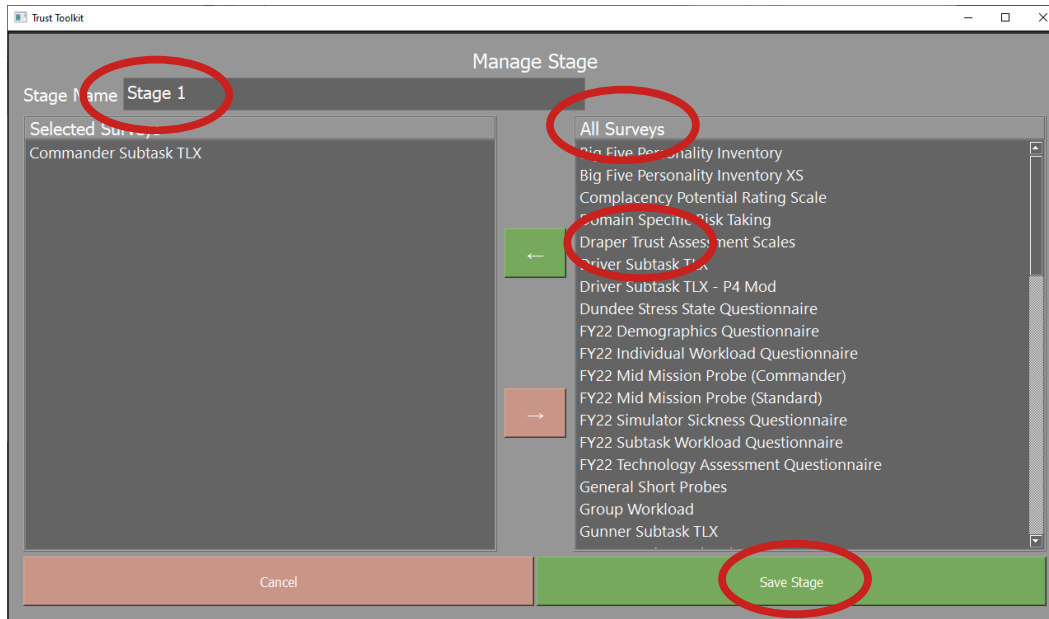 Trust Toolkit
Manage Stage
Stage Name Stage 1
Selected Surveys
Commander Subtask TLX
←
→
All Surveys
Big Five Personality Inventory
Big Five Personality Inventory XS
Complacency Potential Rating Scale
Domain Specific Risk Taking
Draper Trust Assessment Scales
Driver Subtask TLX
Driver Subtask TLX - P4 Mod
Dundee Stress State Questionnaire
FY22 Demographics Questionnaire
FY22 Individual Workload Questionnaire
FY22 Mid Mission Probe (Commander)
FY22 Mid Mission Probe (Standard)
FY22 Simulator Sickness Questionnaire
FY22 Subtask Workload Questionnaire
FY22 Technology Assessment Questionnaire
General Short Probes
Group Workload
Gunner Subtask TLX
Cancel
Save Stage